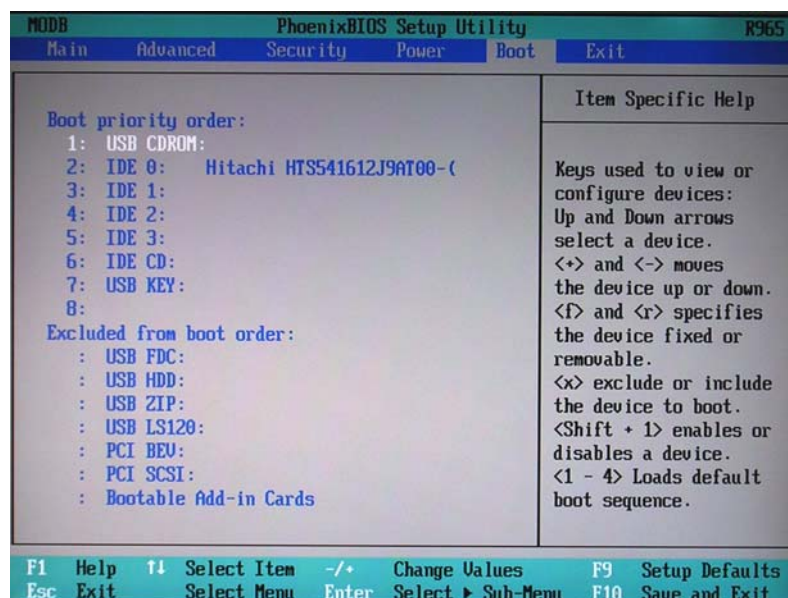 MODB PhoenixBIOS Setup Utility R965
Main Advanced Security Power Boot Exit
Boot priority order:
1: USB CDROM:
2: IDE 0: Hitachi HTS541612J9AT00-(
3: IDE 1:
4: IDE 2:
5: IDE 3:
6: IDE CD:
7: USB KEY:
8:
Excluded from boot order:
: USB FDC:
: USB HDD:
: USB ZIP:
: USB LS120:
: PCI BEV:
: PCI SCSI:
: Bootable Add-in Cards
Item Specific Help
Keys used to view or
configure devices:
Up and Down arrows
select a device.
<+> and <-> moves
the device up or down.
<f> and <r> specifies
the device fixed or
removable.
<x> exclude or include
the device to boot.
<Shift + 1> enables or
disables a device.
<1 - 4> Loads default
boot sequence.
F1 Help ↑↓ Select Item -/+ Change Values F9 Setup Defaults
Esc Exit Select Menu Enter Select ▶ Sub-Menu F10 Save and Exit